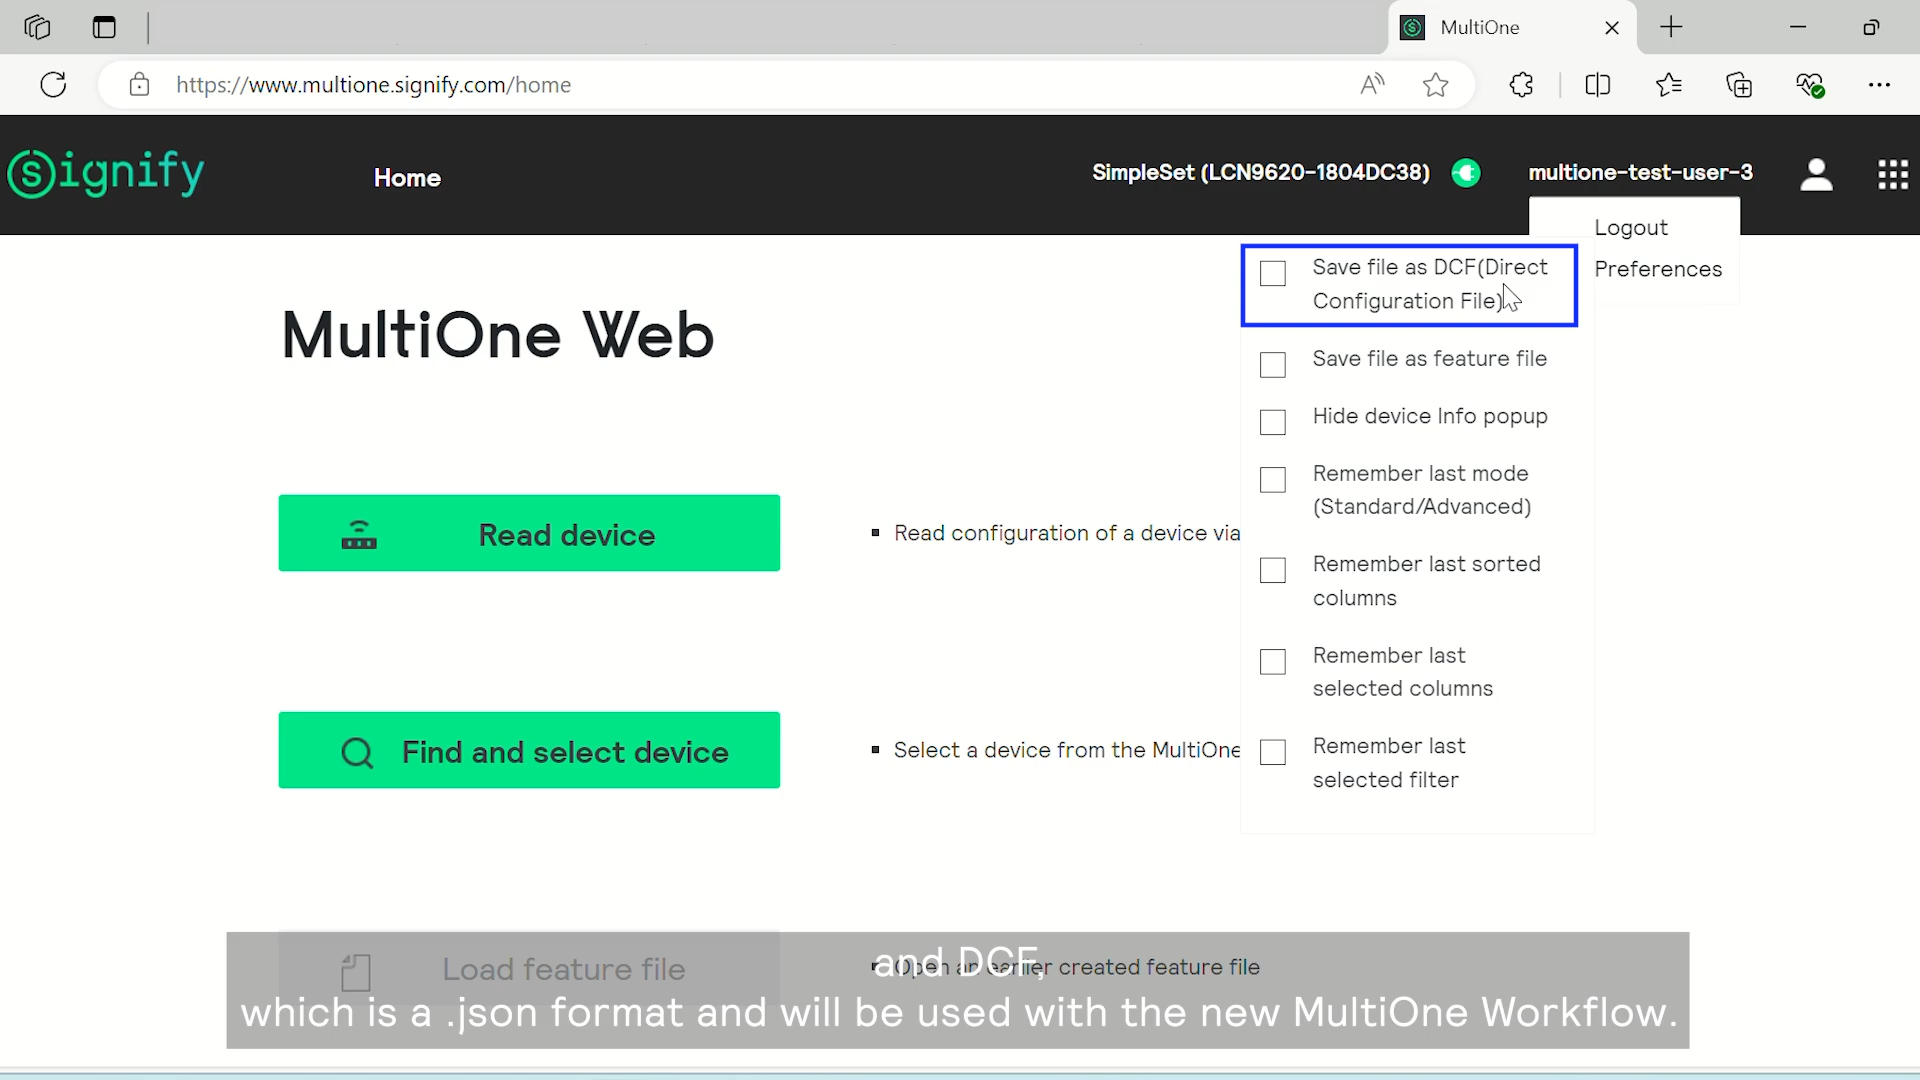 MultiOne
https://www.multione.signify.com/home
signify
Home
SimpleSet (LCN9620-1804DC38)
multione-test-user-3
Logout
Preferences
Save file as DCF(Direct
Configuration File)
Save file as feature file
Hide device Info popup
Remember last mode
(Standard/Advanced)
Remember last sorted
columns
Remember last
selected columns
Remember last
selected filter
MultiOne Web
Read device
Read configuration of a device via
Find and select device
Select a device from the MultiOne
Load feature file
Open an earlier created feature file
and DCF,
which is a .json format and will be used with the new MultiOne Workflow.